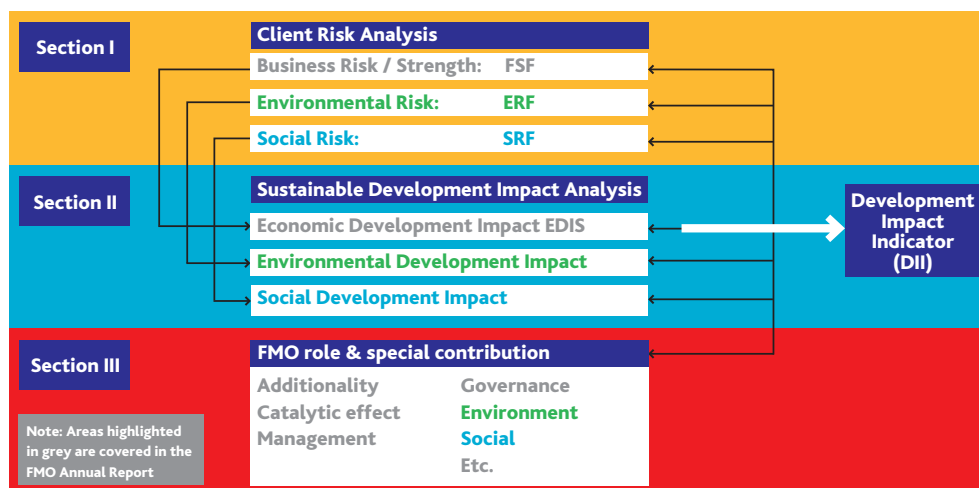 Section I
Client Risk Analysis
Business Risk / Strength: FSF
Environmental Risk: ERF
Social Risk: SRF
Section II
Sustainable Development Impact Analysis
Economic Development Impact EDIS
Environmental Development Impact
Social Development Impact
Development
Impact
Indicator
(DII)
Section III
FMO role & special contribution
Additionality Governance
Catalytic effect Environment
Management Social
Etc.
Note: Areas highlighted
in grey are covered in the
FMO Annual Report